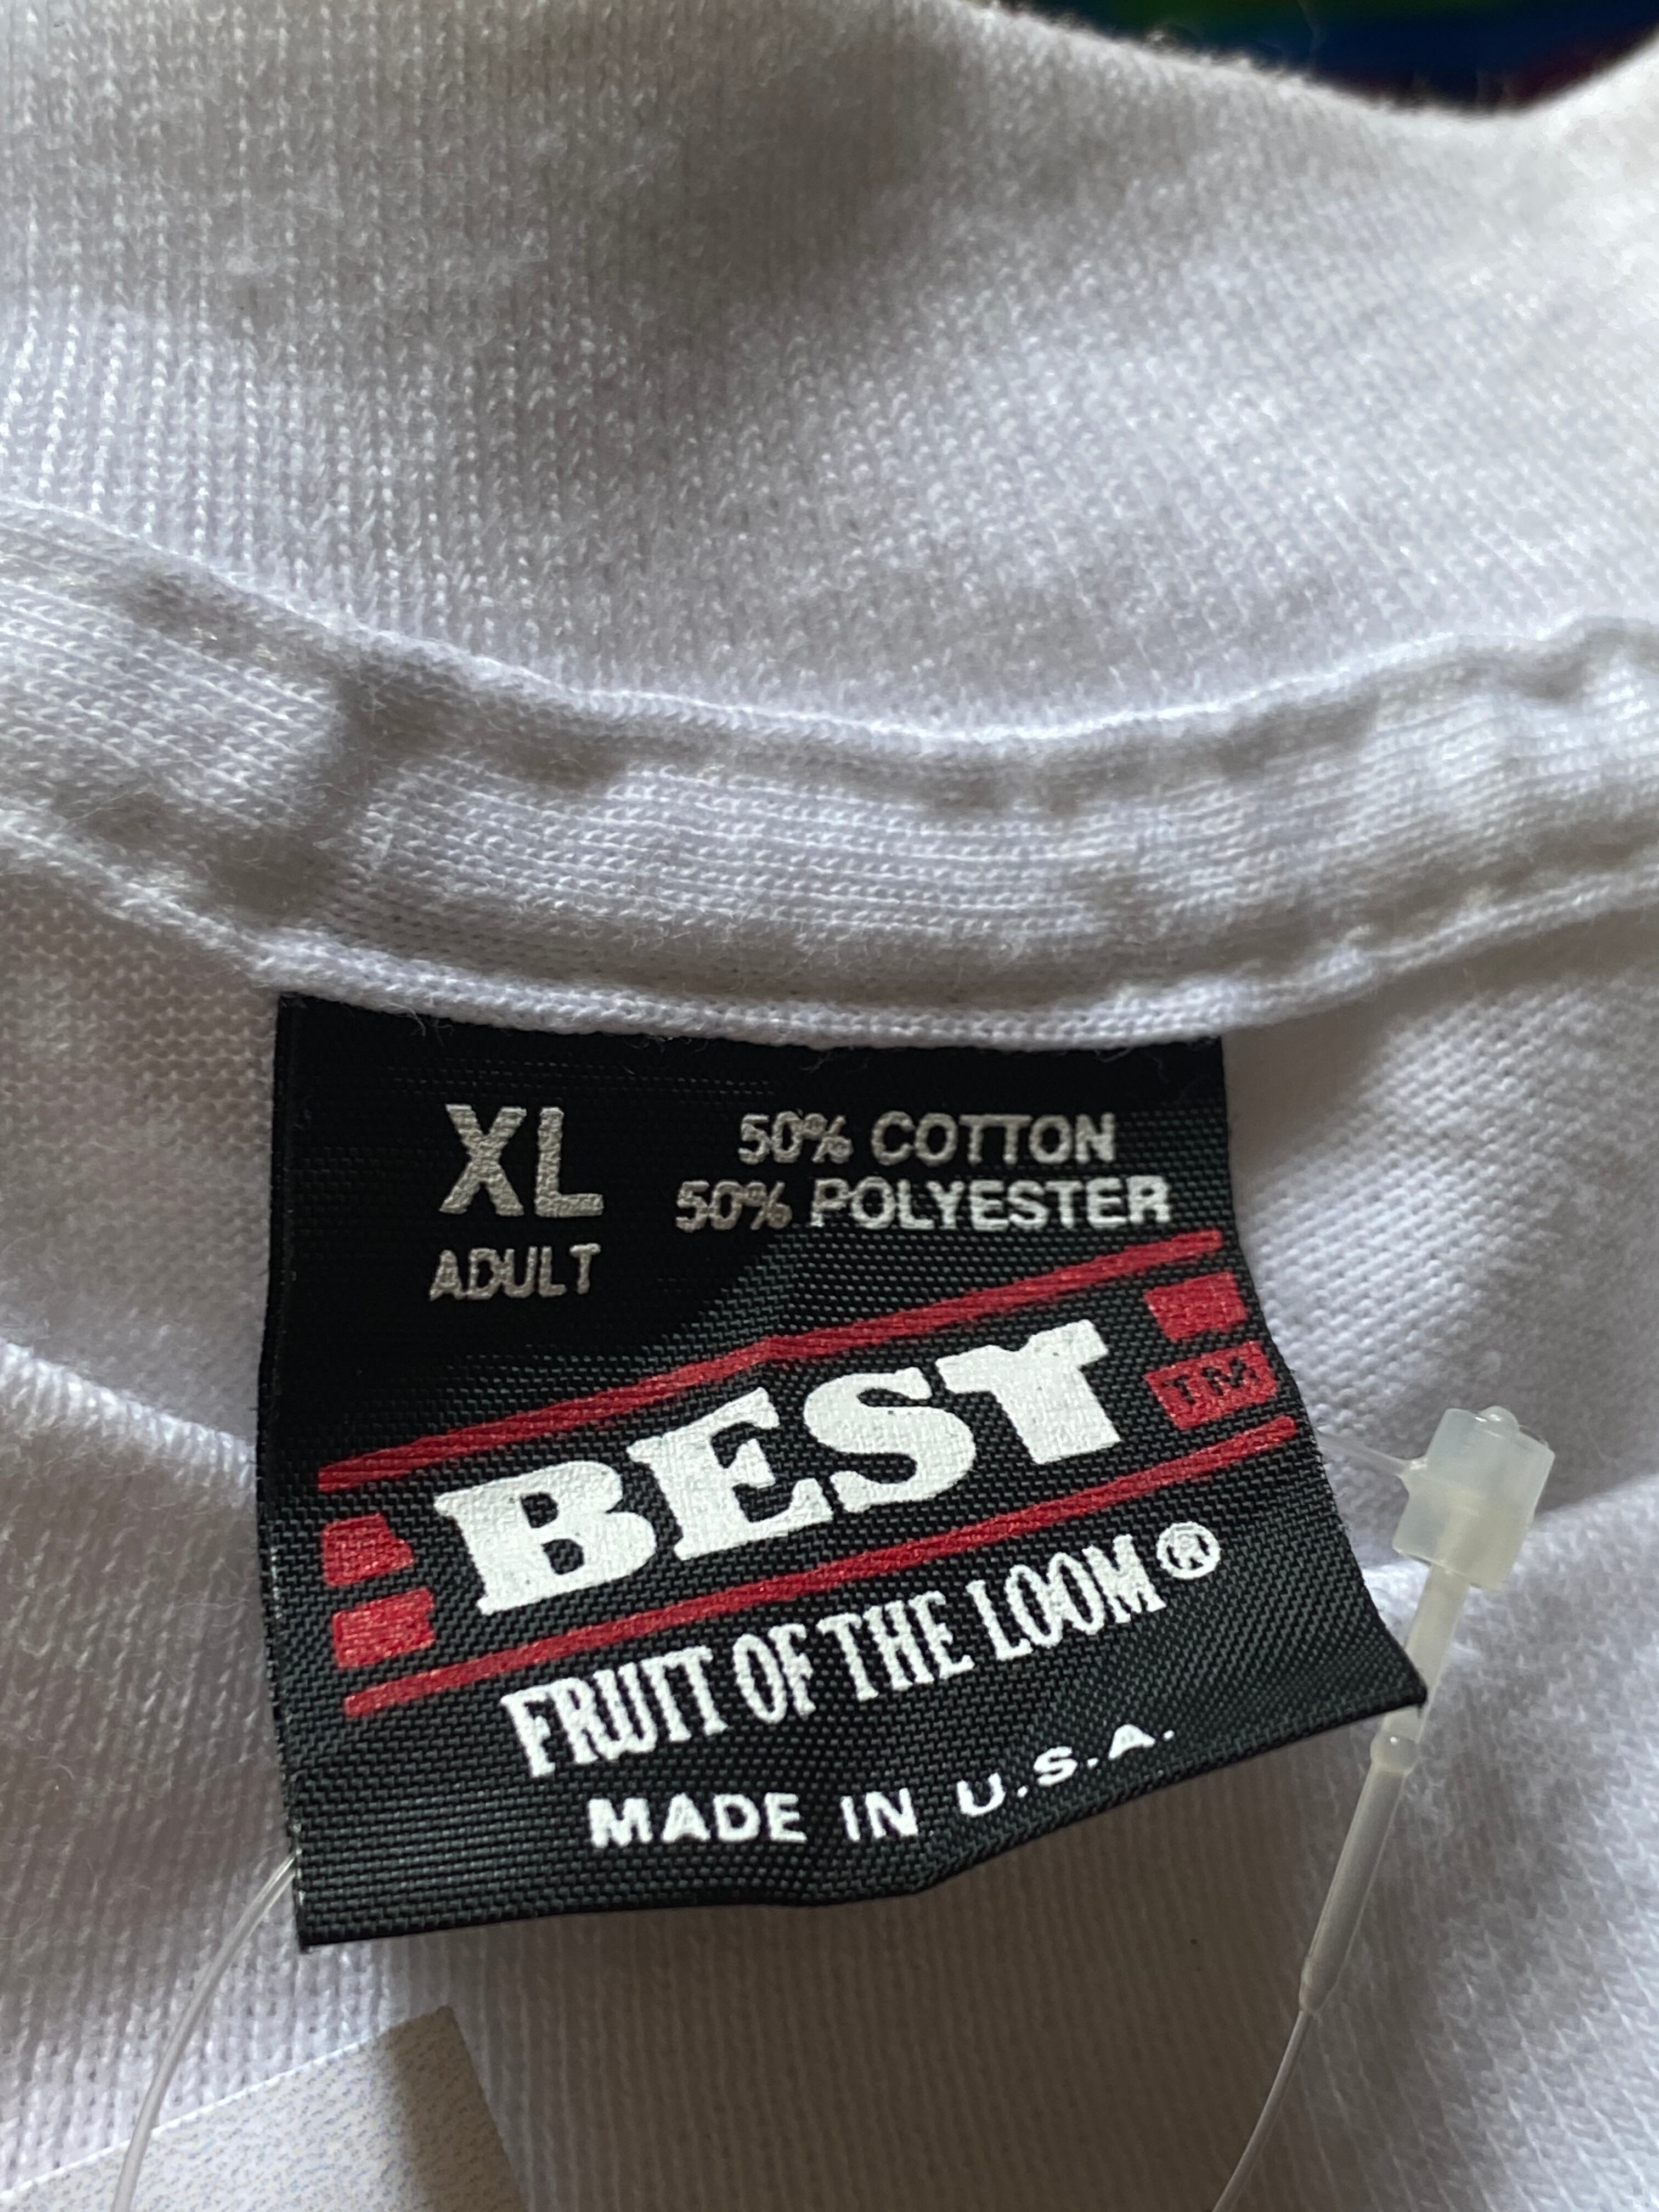 XL
ADULT
50% COTTON
50% POLYESTER
BEST ™
FRUIT OF THE LOOM®
MADE IN U.S.A.